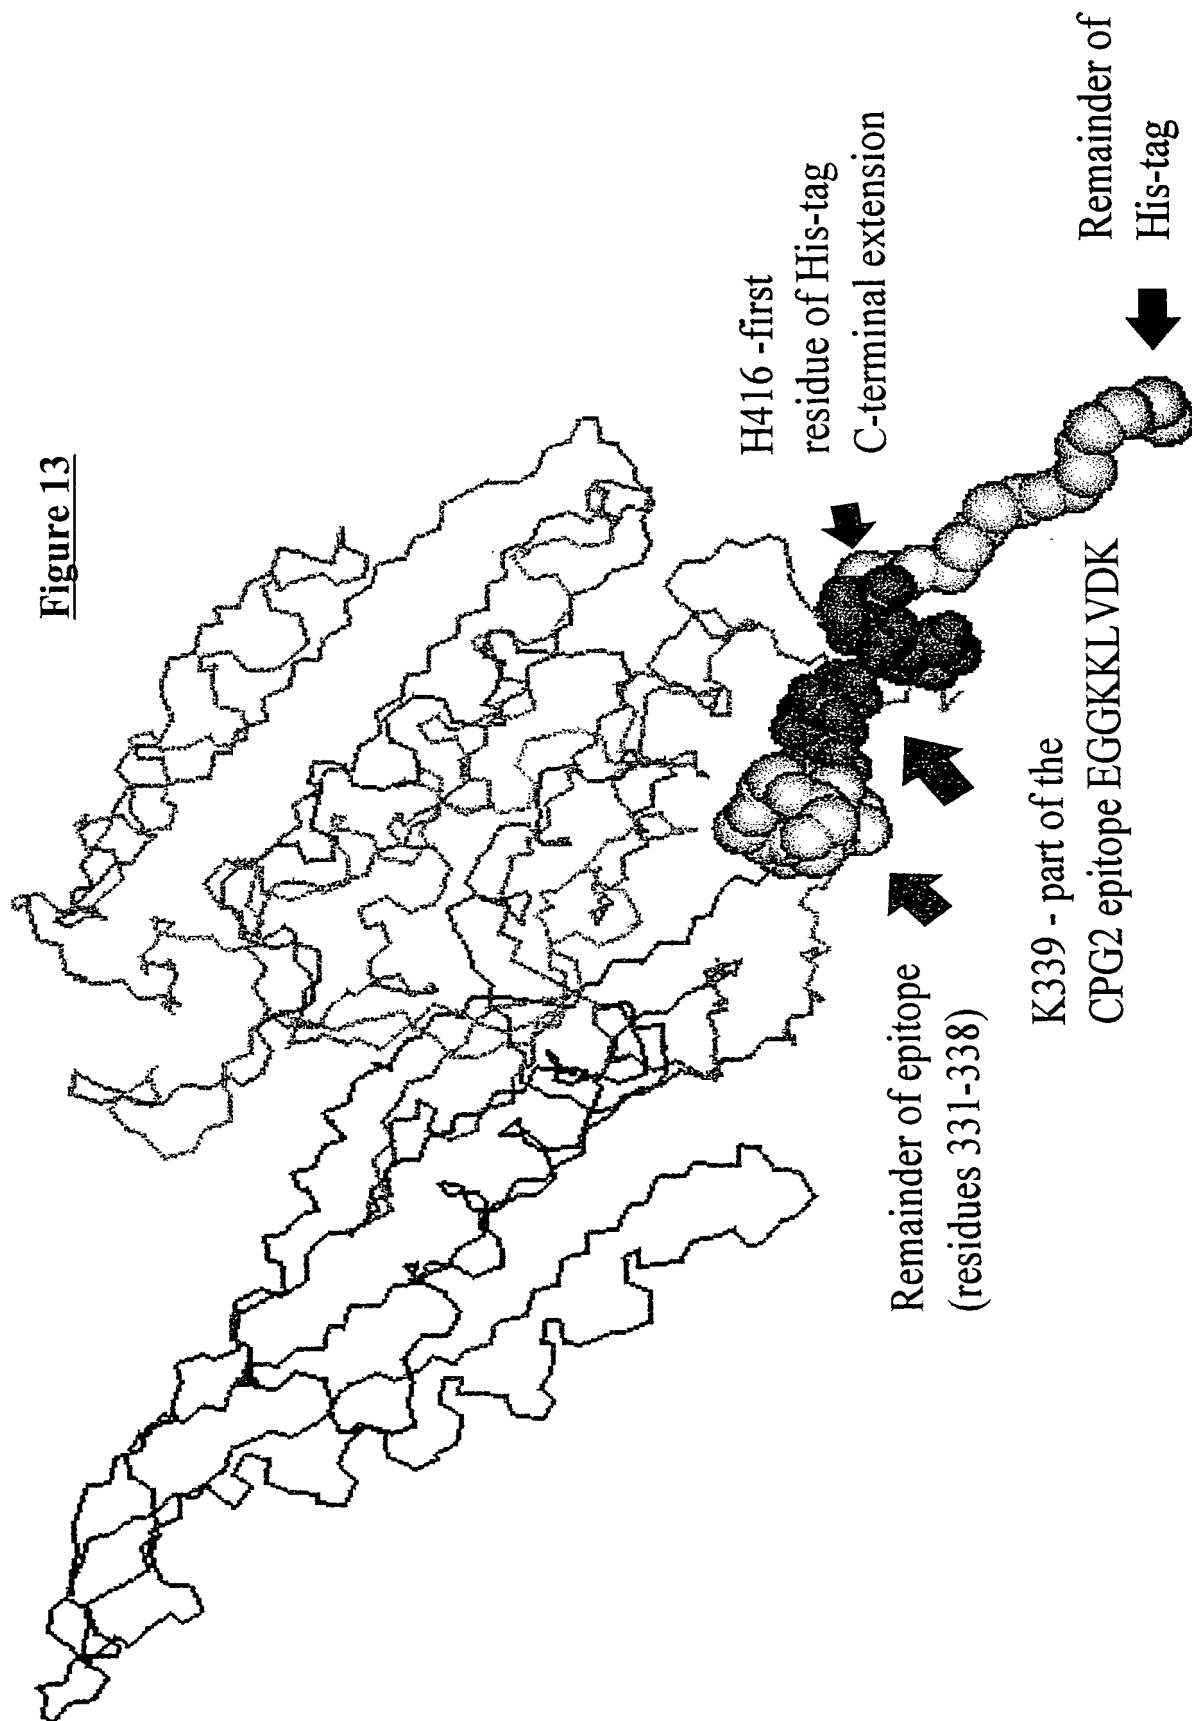 Figure 13
H416 -first
residue of His-tag
C-terminal extension
Remainder of
His-tag
Remainder of epitope
(residues 331-338)
K339 - part of the
CPG2 epitope EGGKKLVDK